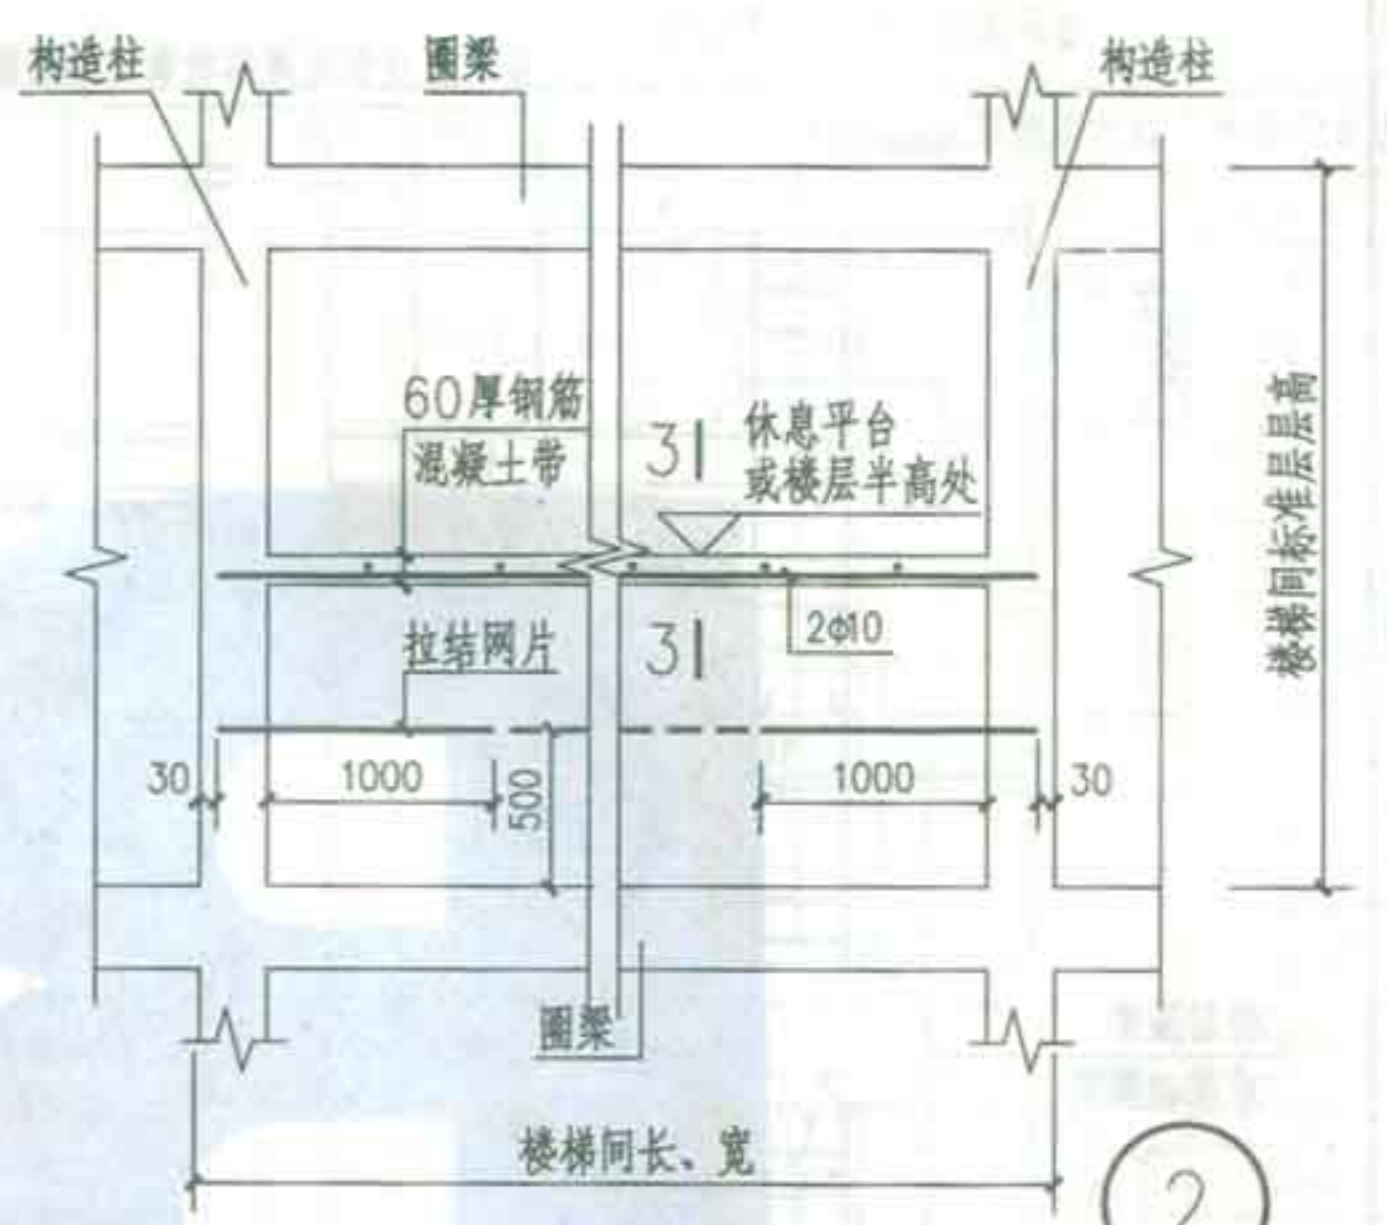 构造柱
圈梁
构造柱
60厚钢筋
混凝土带
3
休息平台
或楼层半高处
楼梯间标准层层高
拉结网片
3
2Φ10
30
1000
500
1000
30
圈梁
楼梯间长、宽
2